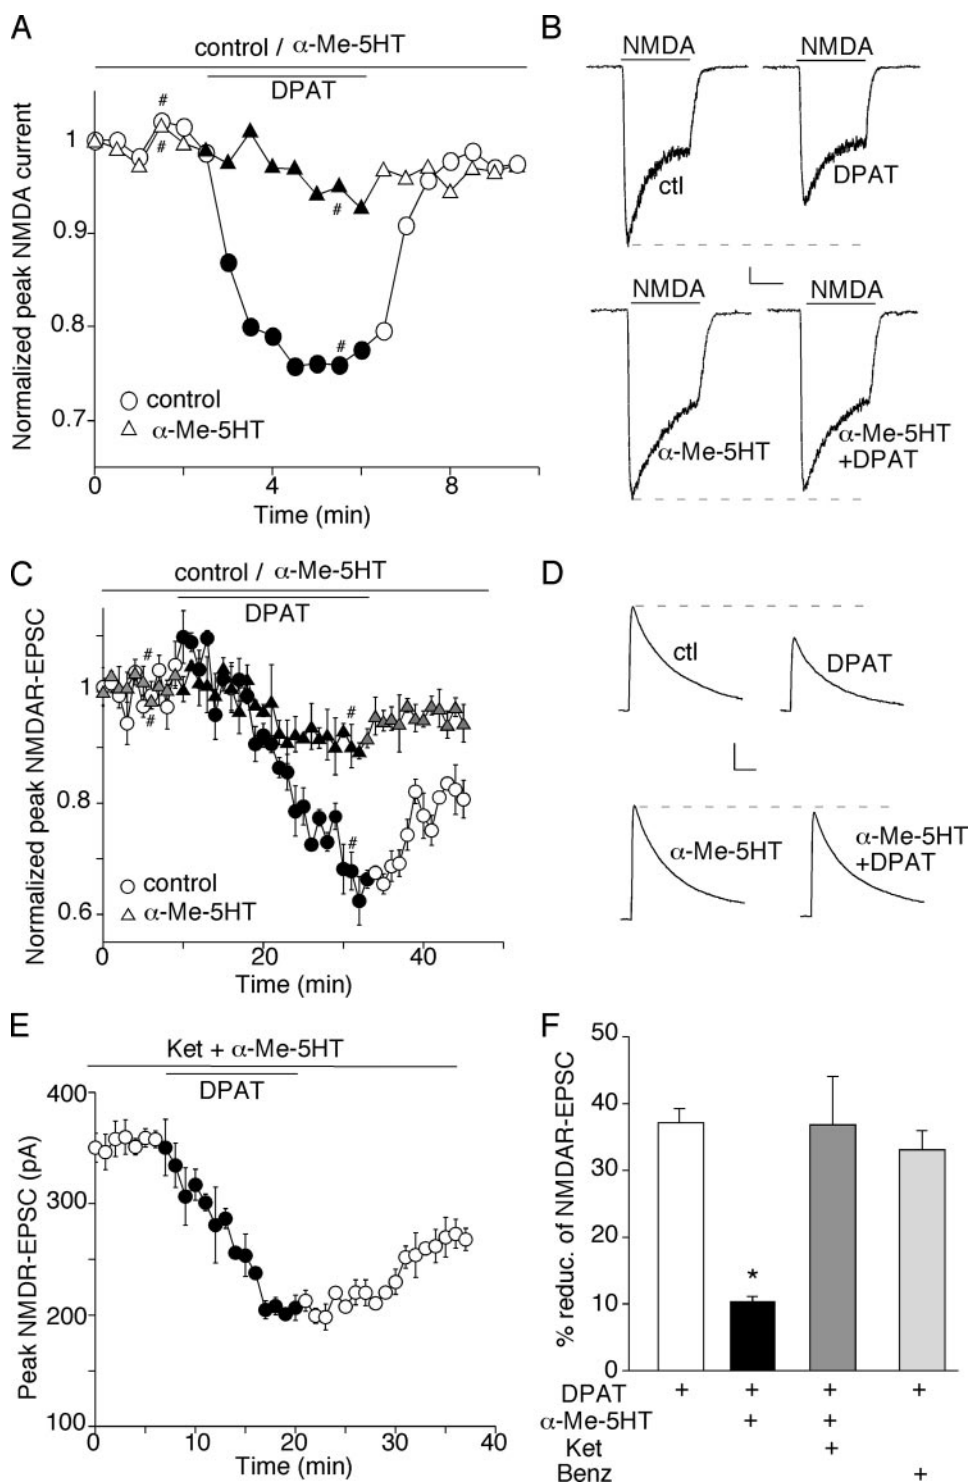 A
control / α-Me-5HT
DPAT
#
#
#
#
Normalized peak NMDA current
1
0.9
0.8
0.7
control
α-Me-5HT
0
4
8
Time (min)
B
NMDA
NMDA
ctl
DPAT
NMDA
NMDA
α-Me-5HT
α-Me-5HT
+DPAT
C
control / α-Me-5HT
DPAT
#
#
#
#
Normalized peak NMDAR-EPSC
1
0.8
0.6
control
α-Me-5HT
0
20
40
Time (min)
D
ctl
DPAT
α-Me-5HT
α-Me-5HT
+DPAT
E
Ket + α-Me-5HT
DPAT
Peak NMDR-EPSC (pA)
400
300
200
100
0
10
20
30
40
Time (min)
F
% reduc. of NMDAR-EPSC
50
40
30
20
10
0
*
DPAT + + + +
α-Me-5HT + +
Ket +
Benz +